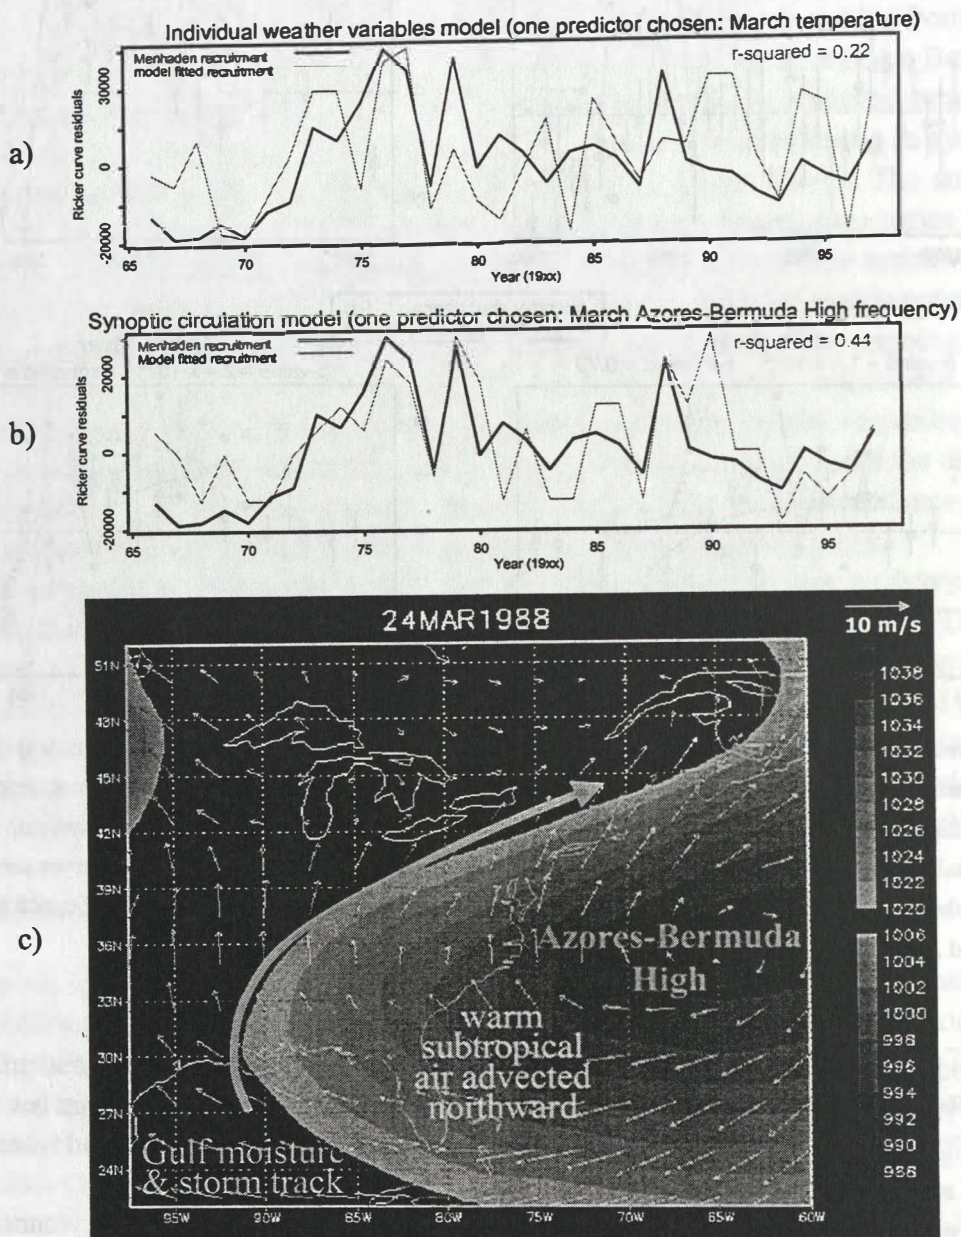 Individual weather variables model (one predictor chosen: March temperature)
Menhaden recruitment
model fitted recruitment
r-squared = 0.22
a)
Ricker curve residuals
30000
0
-20000
65 70 75 80 85 90 95
Year (19xx)
Synoptic circulation model (one predictor chosen: March Azores-Bermuda High frequency)
Menhaden recruitment
Model fitted recruitment
r-squared = 0.44
b)
Ricker curve residuals
20000
0
-20000
65 70 75 80 85 90 95
Year (19xx)
24MAR1988
10 m/s
c)
51N
45N
42N
39N
36N
33N
30N
27N
24N
Azores-Bermuda
High
warm
subtropical
air advected
northward
Gulf moisture
& storm track
95W 90W 85W 80W 75W 70W 65W 60W
1038
1036
1034
1032
1030
1028
1026
1024
1022
1020
1006
1004
1002
1000
998
996
994
992
990
988